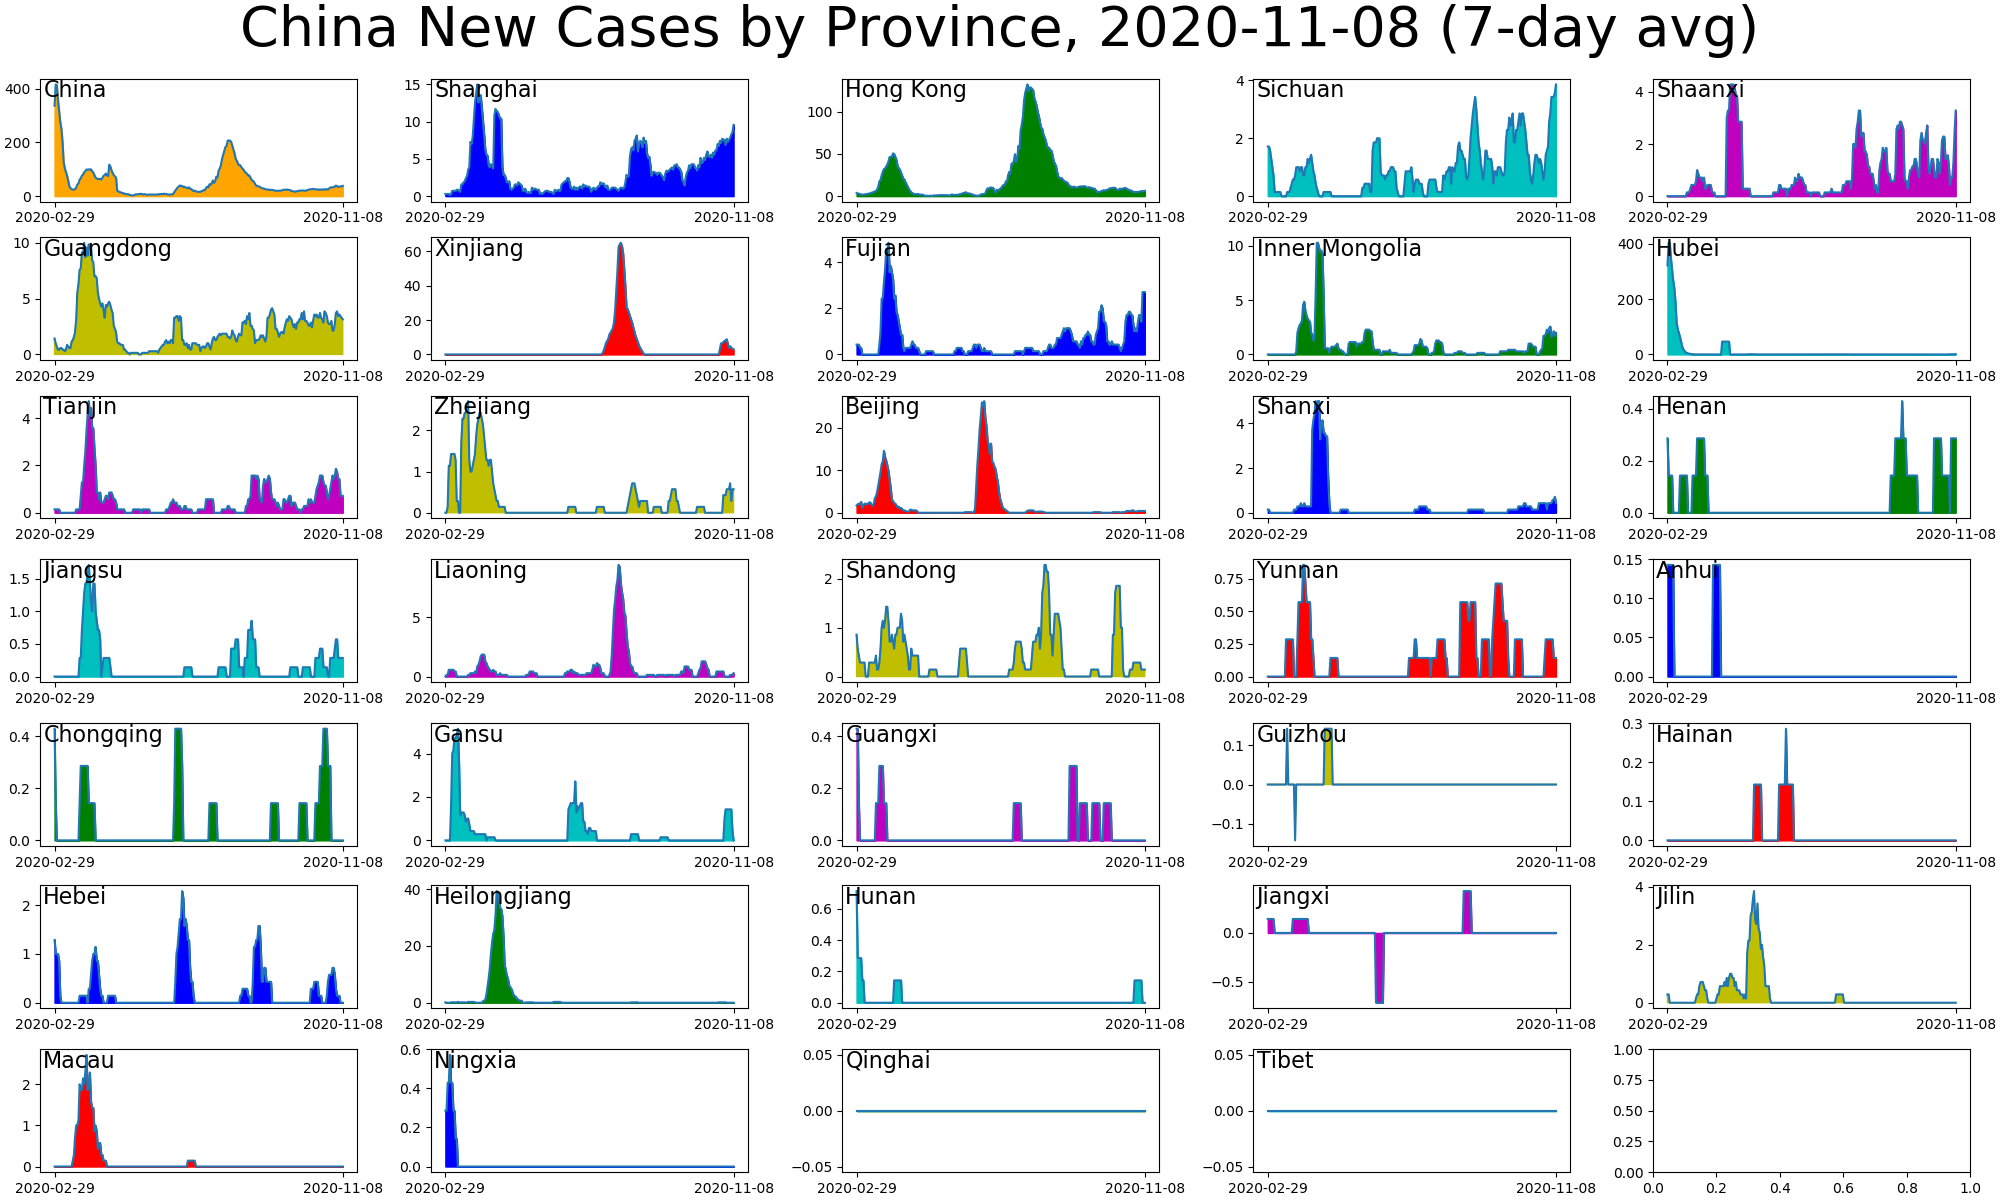 China New Cases by Province, 2020-11-08 (7-day avg)
China Shanghai Hong Kong Sichuan Shaanxi
400 200 0 15 10 5 0 100 50 0 4 2 0 4 2 0
2020-02-29 2020-11-08 2020-02-29 2020-11-08 2020-02-29 2020-11-08 2020-02-29 2020-11-08 2020-02-29 2020-11-08
Guangdong Xinjiang Fujian Inner Mongolia Hubei
10 5 0 60 40 20 0 4 2 0 10 5 0 400 200 0
2020-02-29 2020-11-08 2020-02-29 2020-11-08 2020-02-29 2020-11-08 2020-02-29 2020-11-08 2020-02-29 2020-11-08
Tianjin Zhejiang Beijing Shanxi Henan
4 2 0 2 1 0 20 10 0 4 2 0 0.4 0.2 0.0
2020-02-29 2020-11-08 2020-02-29 2020-11-08 2020-02-29 2020-11-08 2020-02-29 2020-11-08 2020-02-29 2020-11-08
Jiangsu Liaoning Shandong Yunnan Anhui
1.5 1.0 0.5 0.0 5 0 2 1 0 0.75 0.50 0.25 0.00 0.15 0.10 0.05 0.00
2020-02-29 2020-11-08 2020-02-29 2020-11-08 2020-02-29 2020-11-08 2020-02-29 2020-11-08 2020-02-29 2020-11-08
Chongqing Gansu Guangxi Guizhou Hainan
0.4 0.2 0.0 4 2 0 0.4 0.2 0.0 0.1 0.0 −0.1 0.3 0.2 0.1 0.0
2020-02-29 2020-11-08 2020-02-29 2020-11-08 2020-02-29 2020-11-08 2020-02-29 2020-11-08 2020-02-29 2020-11-08
Hebei Heilongjiang Hunan Jiangxi Jilin
2 1 0 40 20 0 0.6 0.4 0.2 0.0 0.0 −0.5 4 2 0
2020-02-29 2020-11-08 2020-02-29 2020-11-08 2020-02-29 2020-11-08 2020-02-29 2020-11-08 2020-02-29 2020-11-08
Macau Ningxia Qinghai Tibet
2 1 0 0.6 0.4 0.2 0.0 0.05 0.00 −0.05 0.05 0.00 −0.05 1.00 0.75 0.50 0.25 0.00
2020-02-29 2020-11-08 2020-02-29 2020-11-08 2020-02-29 2020-11-08 2020-02-29 2020-11-08 0.0 0.2 0.4 0.6 0.8 1.0